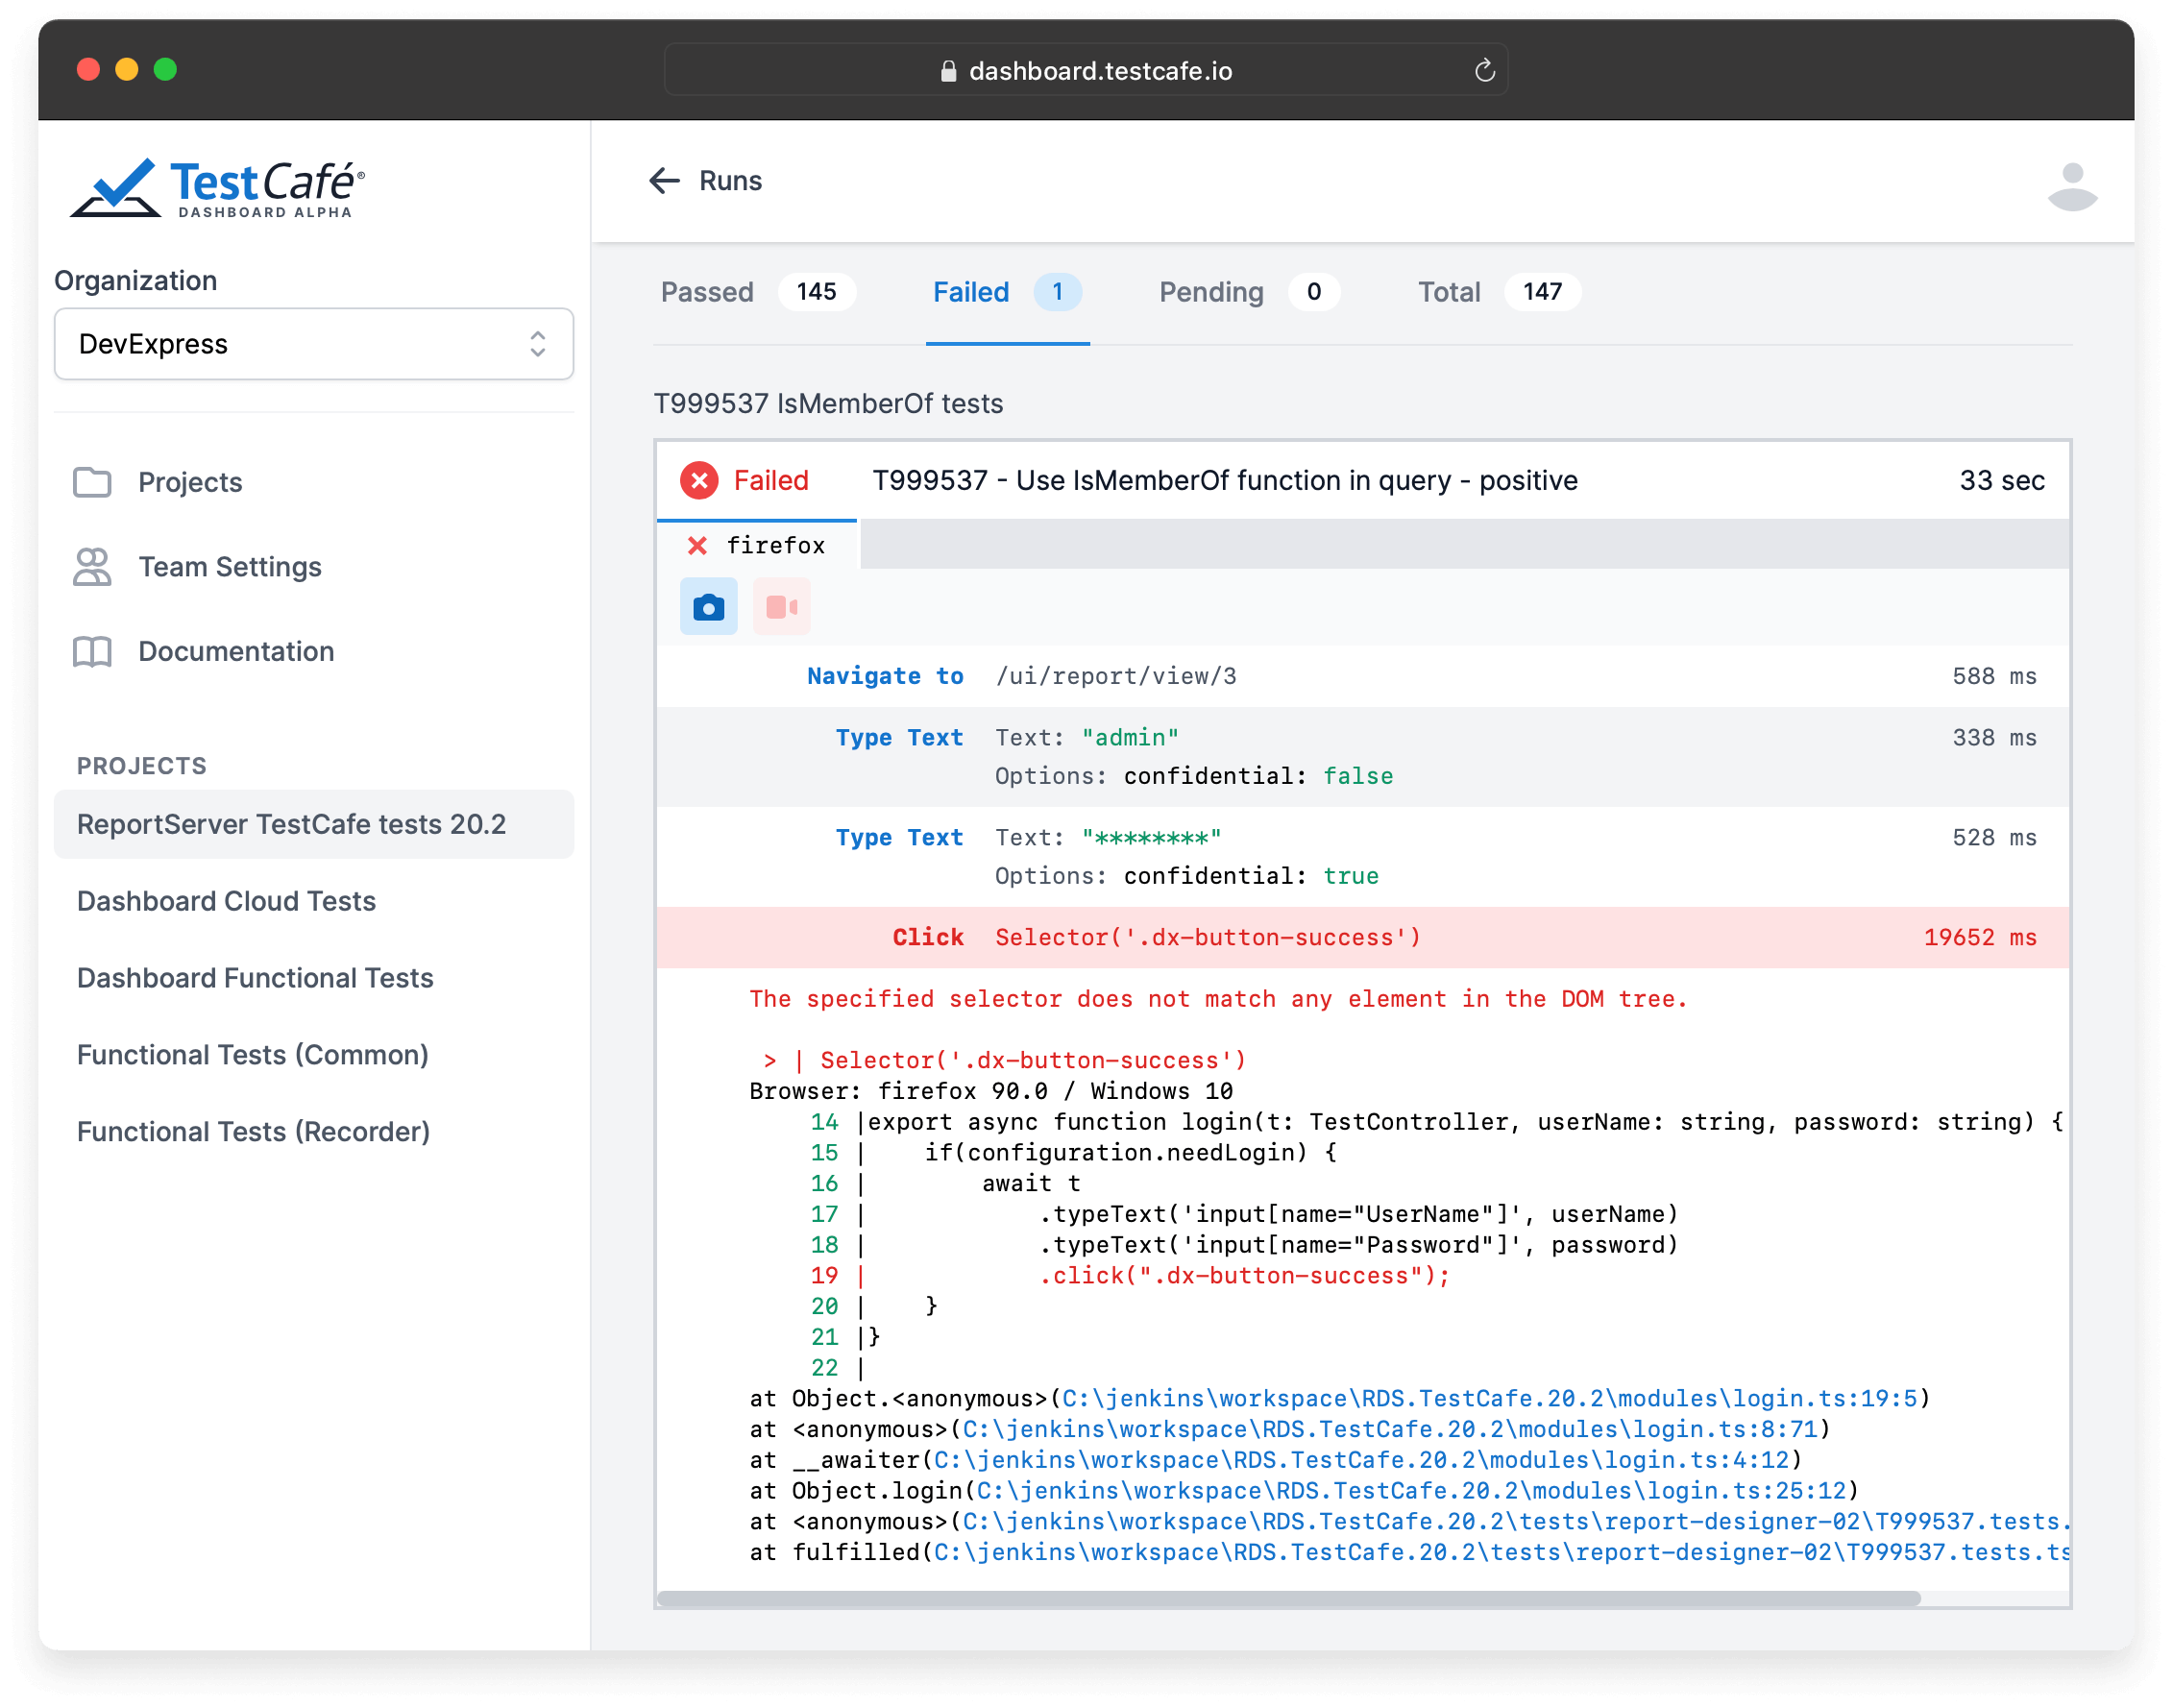 dashboard.testcafe.io
TestCafé®
DASHBOARD ALPHA
Organization
DevExpress
Projects
Team Settings
Documentation
PROJECTS
ReportServer TestCafe tests 20.2
Dashboard Cloud Tests
Dashboard Functional Tests
Functional Tests (Common)
Functional Tests (Recorder)
← Runs
Passed 145 Failed 1 Pending 0 Total 147
T999537 IsMemberOf tests
Failed T999537 - Use IsMemberOf function in query - positive 33 sec
firefox
Navigate to /ui/report/view/3 588 ms
Type Text Text: "admin" 338 ms
Options: confidential: false
Type Text Text: "********" 528 ms
Options: confidential: true
Click Selector('.dx-button-success') 19652 ms
The specified selector does not match any element in the DOM tree.
> | Selector('.dx-button-success')
Browser: firefox 90.0 / Windows 10
14 |export async function login(t: TestController, userName: string, password: string) {
15 |    if(configuration.needLogin) {
16 |        await t
17 |            .typeText('input[name="UserName"]', userName)
18 |            .typeText('input[name="Password"]', password)
19 |            .click(".dx-button-success");
20 |    }
21 |}
22 |
at Object.<anonymous>(C:\jenkins\workspace\RDS.TestCafe.20.2\modules\login.ts:19:5)
at <anonymous>(C:\jenkins\workspace\RDS.TestCafe.20.2\modules\login.ts:8:71)
at __awaiter(C:\jenkins\workspace\RDS.TestCafe.20.2\modules\login.ts:4:12)
at Object.login(C:\jenkins\workspace\RDS.TestCafe.20.2\modules\login.ts:25:12)
at <anonymous>(C:\jenkins\workspace\RDS.TestCafe.20.2\tests\report-designer-02\T999537.tests.
at fulfilled(C:\jenkins\workspace\RDS.TestCafe.20.2\tests\report-designer-02\T999537.tests.ts